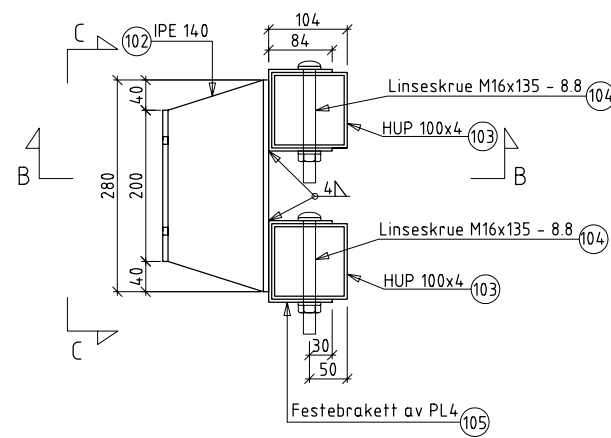 104
84
C
102 IPE 140
Linseskrue M16x135 - 8.8 104
HUP 100x4 103
40
B
280
200
4
B
Linseskrue M16x135 - 8.8 104
HUP 100x4 103
40
C
30
50
Festebrakett av PL4 105